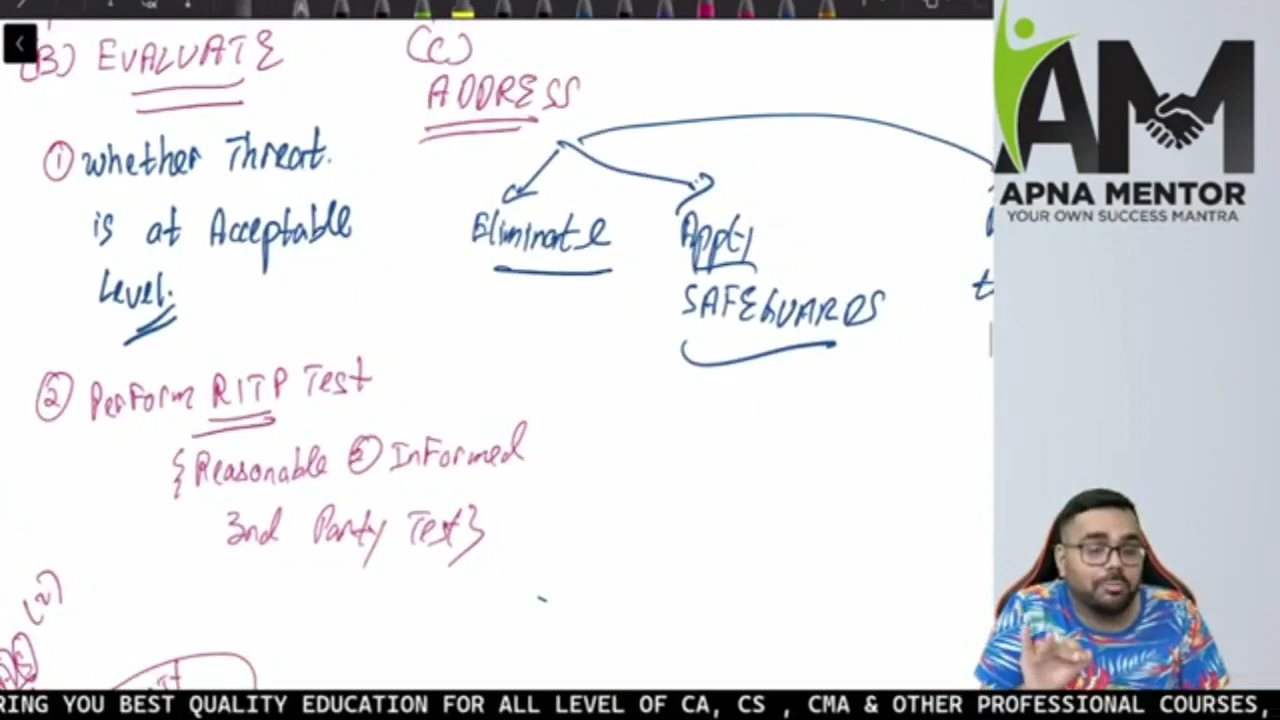 (B) EVALUATE
① Whether Threat
is at Acceptable
Level.
② Perform RITP Test
{Reasonable & Informed
3rd Party Test}
(C)
ADDRESS
Eliminate
Apply
SAFEGUARDS
t
(2)
AM
APNA MENTOR
YOUR OWN SUCCESS MANTRA
RING YOU BEST QUALITY EDUCATION FOR ALL LEVEL OF CA, CS , CMA & OTHER PROFESSIONAL COURSES,